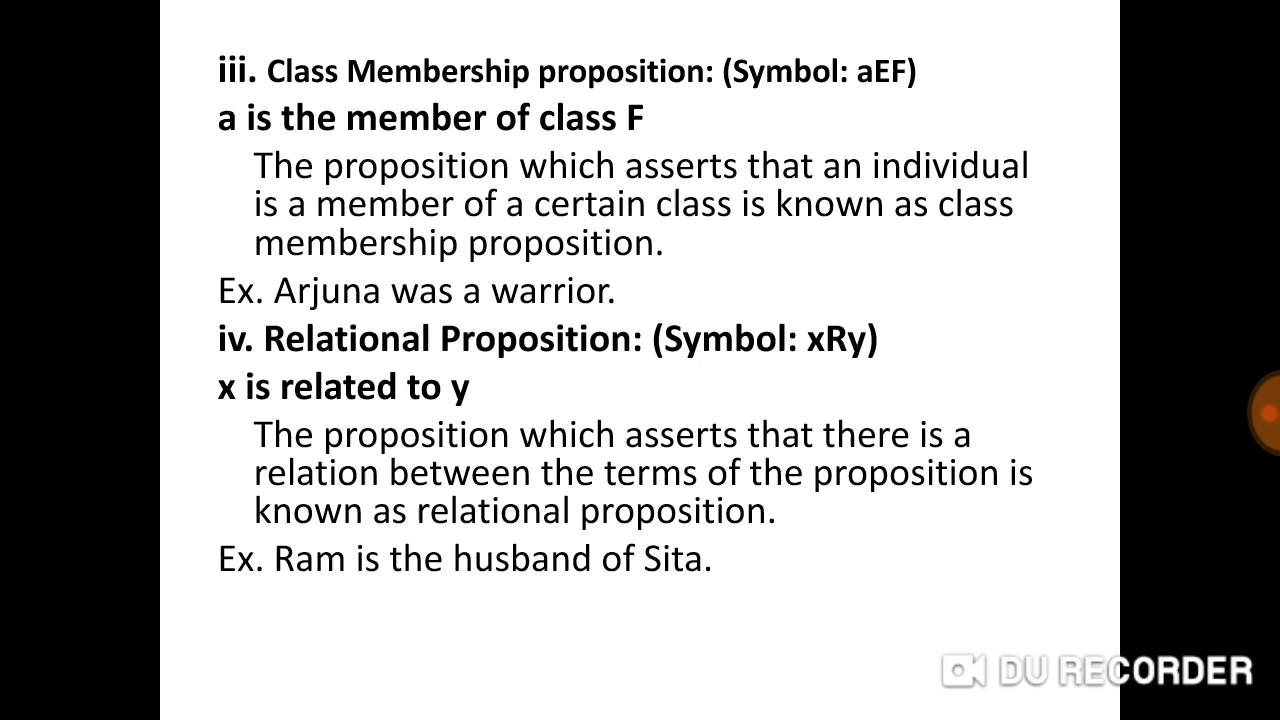 iii. Class Membership proposition: (Symbol: aEF)
a is the member of class F
The proposition which asserts that an individual
is a member of a certain class is known as class
membership proposition.
Ex. Arjuna was a warrior.
iv. Relational Proposition: (Symbol: xRy)
x is related to y
The proposition which asserts that there is a
relation between the terms of the proposition is
known as relational proposition.
Ex. Ram is the husband of Sita.
DU RECORDER